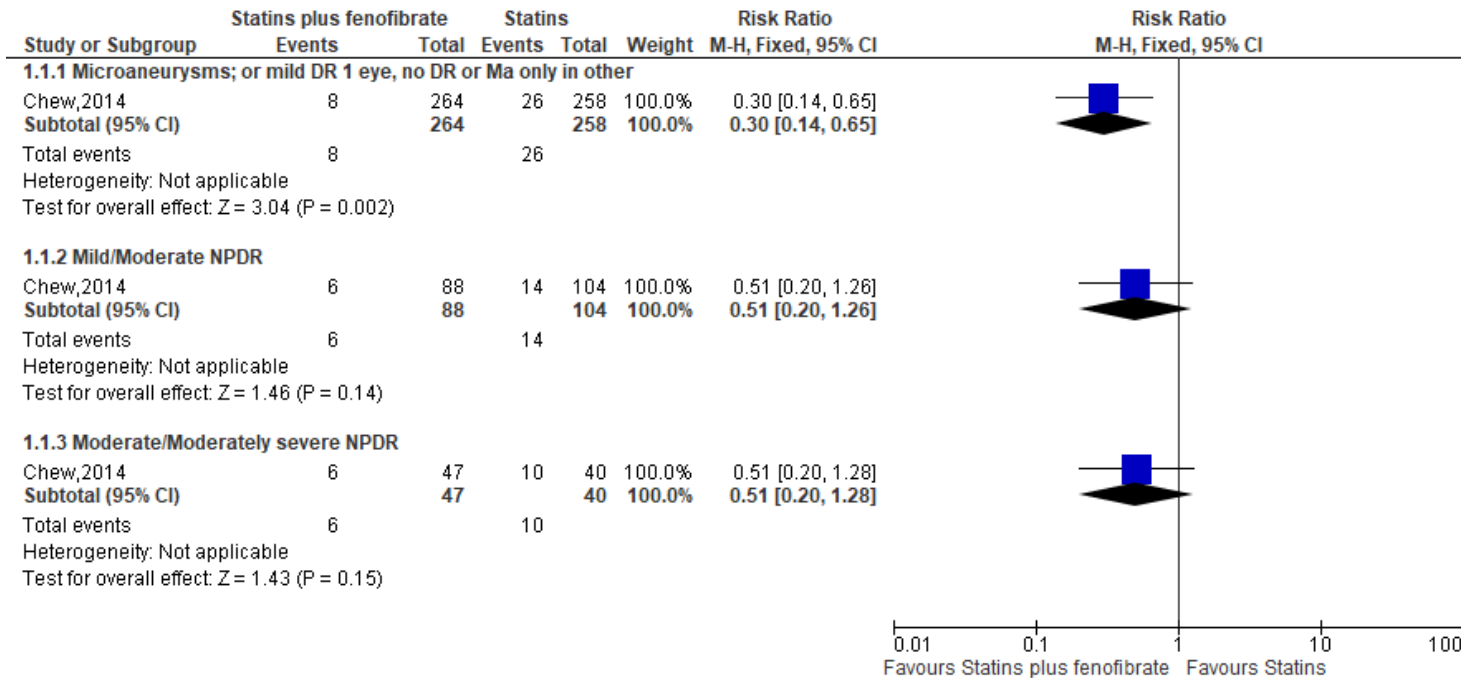 Statins plus fenofibrate Statins Risk Ratio Risk Ratio
Study or Subgroup Events Total Events Total Weight M-H, Fixed, 95% CI M-H, Fixed, 95% CI
1.1.1 Microaneurysms; or mild DR 1 eye, no DR or Ma only in other
Chew,2014 8 264 26 258 100.0% 0.30 [0.14, 0.65]
Subtotal (95% CI) 264 258 100.0% 0.30 [0.14, 0.65]
Total events 8 26
Heterogeneity: Not applicable
Test for overall effect: Z = 3.04 (P = 0.002)
1.1.2 Mild/Moderate NPDR
Chew,2014 6 88 14 104 100.0% 0.51 [0.20, 1.26]
Subtotal (95% CI) 88 104 100.0% 0.51 [0.20, 1.26]
Total events 6 14
Heterogeneity: Not applicable
Test for overall effect: Z = 1.46 (P = 0.14)
1.1.3 Moderate/Moderately severe NPDR
Chew,2014 6 47 10 40 100.0% 0.51 [0.20, 1.28]
Subtotal (95% CI) 47 40 100.0% 0.51 [0.20, 1.28]
Total events 6 10
Heterogeneity: Not applicable
Test for overall effect: Z = 1.43 (P = 0.15)
0.01 0.1 1 10 100
Favours Statins plus fenofibrate Favours Statins